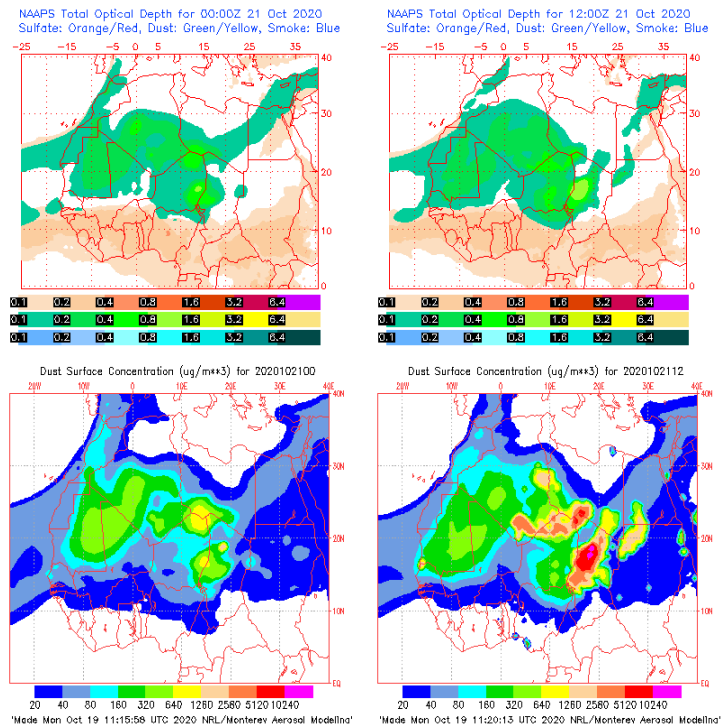 NAAPS Total Optical Depth for 00:00Z 21 Oct 2020
Sulfate: Orange/Red, Dust: Green/Yellow, Smoke: Blue
-25 -15 -5 0 5 15 25 35
40
30
20
10
0
0.1 0.2 0.4 0.8 1.6 3.2 6.4
0.1 0.2 0.4 0.8 1.6 3.2 6.4
0.1 0.2 0.4 0.8 1.6 3.2 6.4
NAAPS Total Optical Depth for 12:00Z 21 Oct 2020
Sulfate: Orange/Red, Dust: Green/Yellow, Smoke: Blue
-25 -15 -5 0 5 15 25 35
40
30
20
10
0
0.1 0.2 0.4 0.8 1.6 3.2 6.4
0.1 0.2 0.4 0.8 1.6 3.2 6.4
0.1 0.2 0.4 0.8 1.6 3.2 6.4
Dust Surface Concentration (ug/m**3) for 2020102100
20W 10W 0 10E 20E 30E 40E
40N
30N
20N
10N
EQ
20 40 80 160 320 640 1280 2560 5120 10240
'Made Mon Oct 19 11:15:58 UTC 2020 NRL/Monterey Aerosol Modeling'
Dust Surface Concentration (ug/m**3) for 2020102112
20W 10W 0 10E 20E 30E 40E
40N
30N
20N
10N
EQ
20 40 80 160 320 640 1280 2560 5120 10240
'Made Mon Oct 19 11:20:13 UTC 2020 NRL/Monterey Aerosol Modeling'